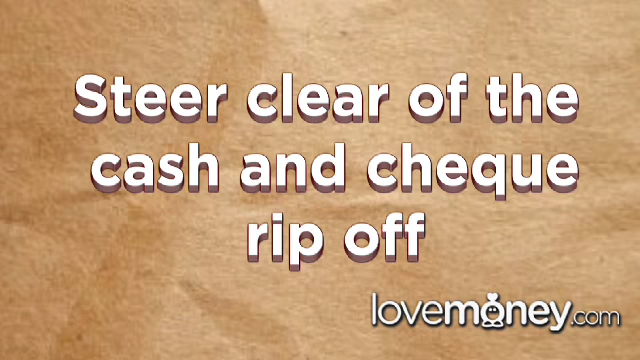 Steer clear of the
cash and cheque
rip off
lovemoney.com